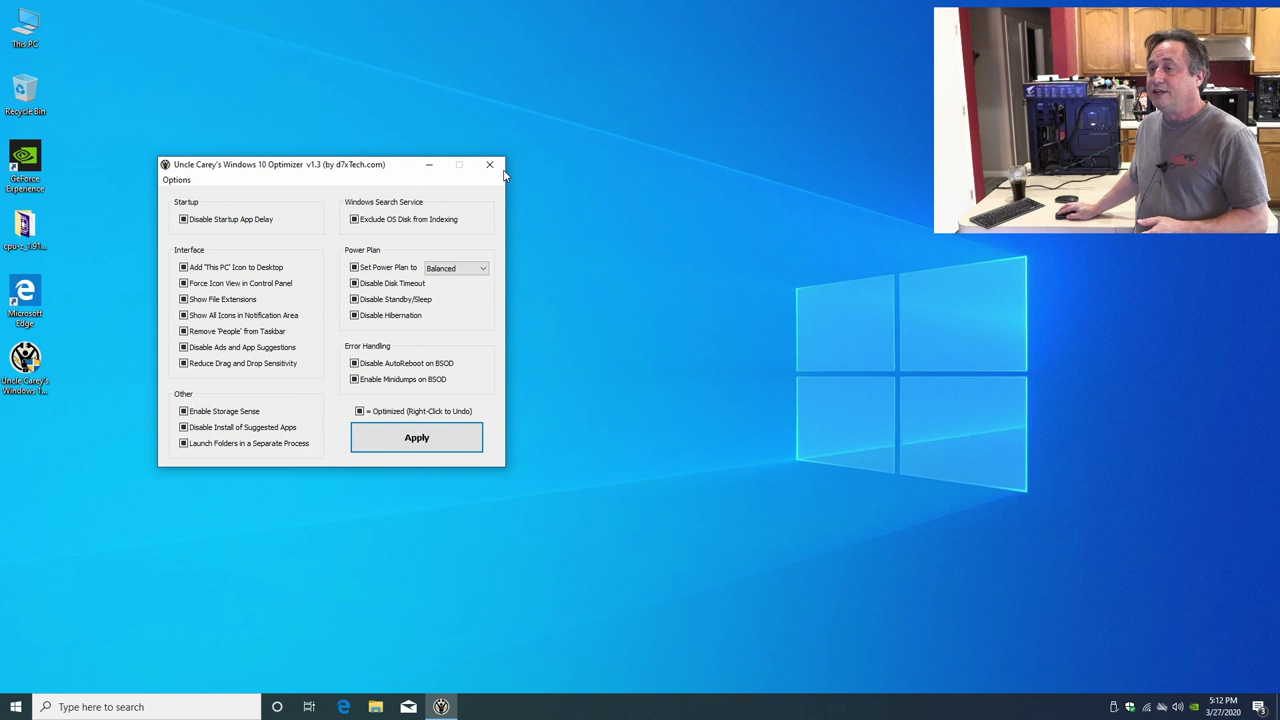 This PC
Recycle Bin
GeForce
Experience
cpu-z_1.91...
Microsoft
Edge
Uncle Carey's
Windows 1...
Uncle Carey's Windows 10 Optimizer v1.3 (by d7xTech.com)
Options
Startup
Disable Startup App Delay
Interface
Add 'This PC' Icon to Desktop
Force Icon View in Control Panel
Show File Extensions
Show All Icons in Notification Area
Remove 'People' from Taskbar
Disable Ads and App Suggestions
Reduce Drag and Drop Sensitivity
Other
Enable Storage Sense
Disable Install of Suggested Apps
Launch Folders in a Separate Process
Windows Search Service
Exclude OS Disk from Indexing
Power Plan
Set Power Plan to Balanced
Disable Disk Timeout
Disable Standby/Sleep
Disable Hibernation
Error Handling
Disable AutoReboot on BSOD
Enable Minidumps on BSOD
= Optimized (Right-Click to Undo)
Apply
Type here to search
5:12 PM
3/27/2020
3